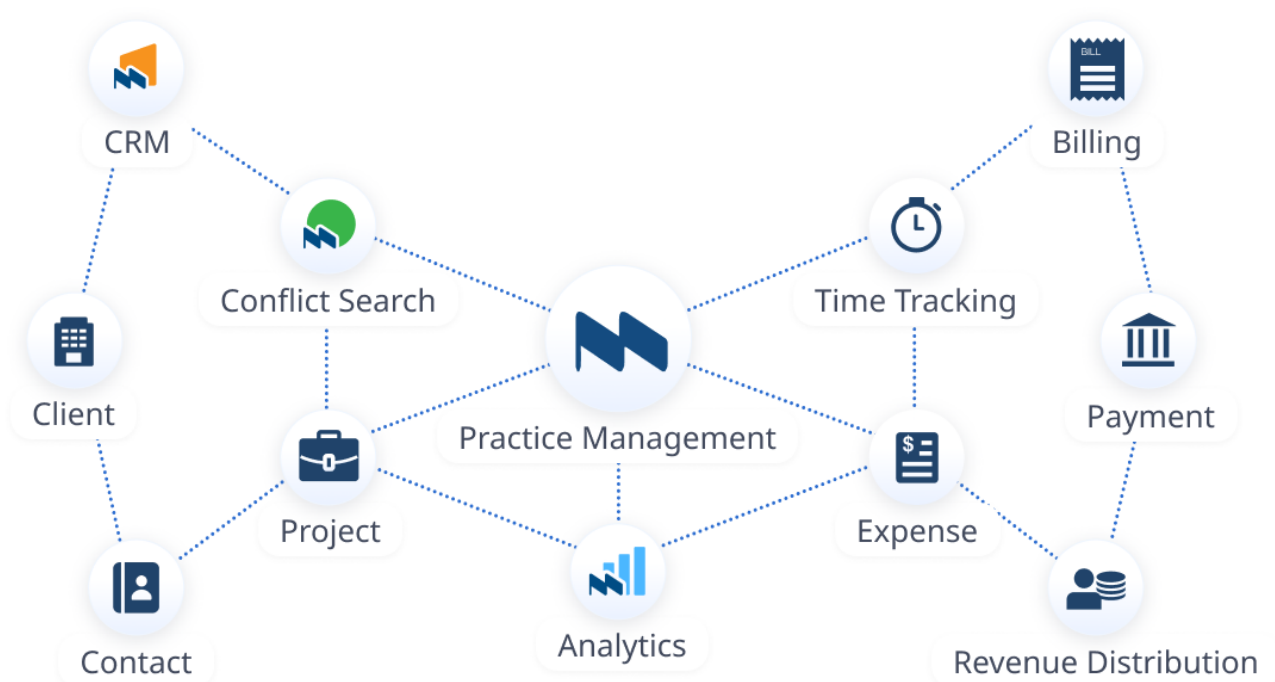 BILL
CRM
Billing
Conflict Search
Time Tracking
Client
Payment
Practice Management
$
Project
Expense
Analytics
Contact
Revenue Distribution